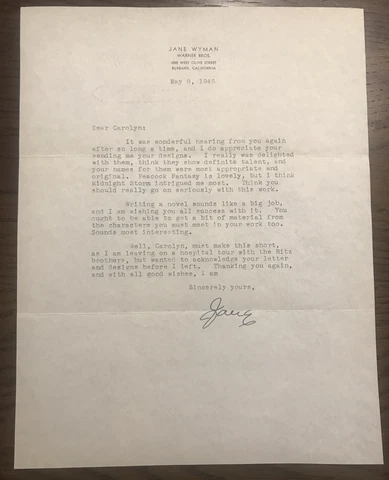 JANE WYMAN
WARNER BROS.
WEST OLIVE STREET
BURBANK, CALIFORNIA
May 8, 1945
Dear Carolyn:
It was wonderful hearing from you again
after so long a time, and I do appreciate your
sending me your designs. I really was delighted
with them, think they show definite talent, and
your names for them were most appropriate and
original. Peacock Fantasy is lovely, but i think
Midnight Storm intrigued me most. Think you
should really go on seriously with this work.
Writing a novel sounds like a big job,
and I am wishing you all success with it. You
ought to be able to get a bit of material from
the characters you must meet in your work too.
Sounds most interesting.
Well, Carolyn, must make this short,
as I am leaving on a hospital tour with the Ritz
brothers, but wanted to acknowledge your letter
and designs before I left. Thanking you again,
and with all good wishes, I am
Sincerely yours,
Jane